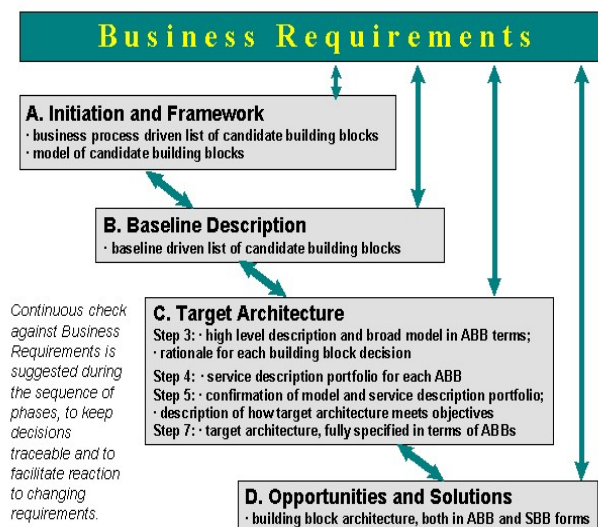 Business Requirements
A. Initiation and Framework
· business process driven list of candidate building blocks
· model of candidate building blocks
B. Baseline Description
· baseline driven list of candidate building blocks
Continuous check
against Business
Requirements is
suggested during
the sequence of
phases, to keep
decisions
traceable and to
facilitate reaction
to changing
requirements.
C. Target Architecture
Step 3: · high level description and broad model in ABB terms;
· rationale for each building block decision
Step 4: · service description portfolio for each ABB
Step 5: · confirmation of model and service description portfolio;
· description of how target architecture meets objectives
Step 7: · target architecture, fully specified in terms of ABBs
D. Opportunities and Solutions
· building block architecture, both in ABB and SBB forms